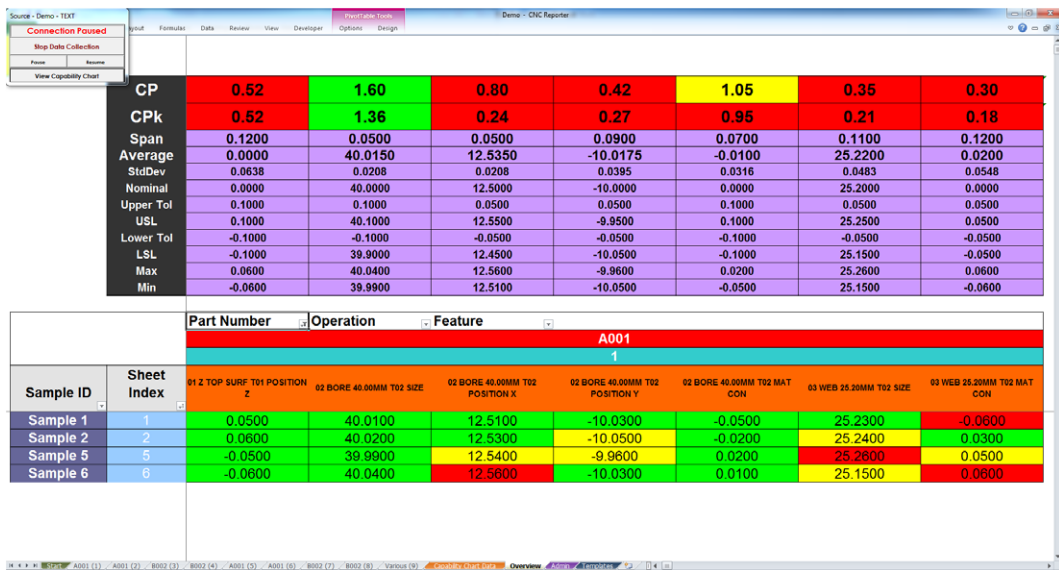 Source - Demo - TEXT
PivotTable Tools
Demo - CNC Reporter
Connection Paused
Stop Data Collection
Pause Resume
View Capability Chart
yout Formulas Data Review View Developer Options Design
CP 0.52 1.60 0.80 0.42 1.05 0.35 0.30
CPk 0.52 1.36 0.24 0.27 0.95 0.21 0.18
Span 0.1200 0.0500 0.0500 0.0900 0.0700 0.1100 0.1200
Average 0.0000 40.0150 12.5350 -10.0175 -0.0100 25.2200 0.0200
StdDev 0.0638 0.0208 0.0208 0.0395 0.0316 0.0483 0.0548
Nominal 0.0000 40.0000 12.5000 -10.0000 0.0000 25.2000 0.0000
Upper Tol 0.1000 0.1000 0.0500 0.0500 0.1000 0.0500 0.0500
USL 0.1000 40.1000 12.5500 -9.9500 0.1000 25.2500 0.0500
Lower Tol -0.1000 -0.1000 -0.0500 -0.0500 -0.1000 -0.0500 -0.0500
LSL -0.1000 39.9000 12.4500 -10.0500 -0.1000 25.1500 -0.0500
Max 0.0600 40.0400 12.5600 -9.9600 0.0200 25.2600 0.0600
Min -0.0600 39.9900 12.5100 -10.0500 -0.0500 25.1500 -0.0600
Part Number Operation Feature
A001
1
Sample ID Sheet Index 01 Z TOP SURF T01 POSITION Z 02 BORE 40.00MM T02 SIZE 02 BORE 40.00MM T02 POSITION X 02 BORE 40.00MM T02 POSITION Y 02 BORE 40.00MM T02 MAT CON 03 WEB 25.20MM T02 SIZE 03 WEB 25.20MM T02 MAT CON
Sample 1 1 0.0500 40.0100 12.5100 -10.0300 -0.0500 25.2300 -0.0600
Sample 2 2 0.0600 40.0200 12.5300 -10.0500 -0.0200 25.2400 0.0300
Sample 5 5 -0.0500 39.9900 12.5400 -9.9600 0.0200 25.2600 0.0500
Sample 6 6 -0.0600 40.0400 12.5600 -10.0300 0.0100 25.1500 0.0600
Start A001 (1) A001 (2) B002 (3) B002 (4) A001 (5) A001 (6) B002 (7) B002 (8) Various (9) Capability Chart Data Overview Admin Templates